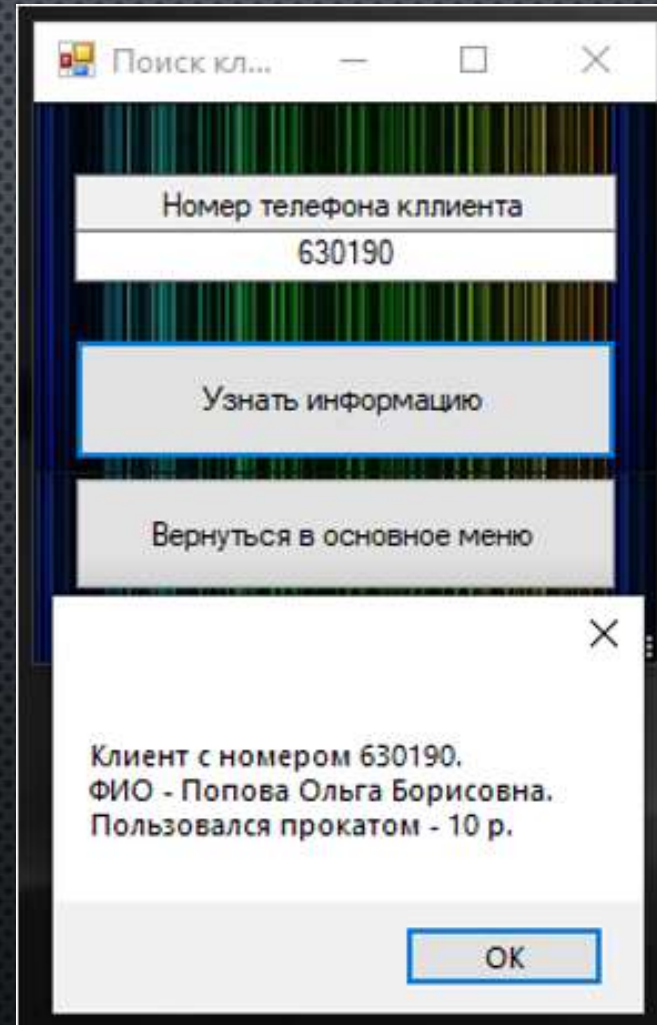 Поиск кл...
Номер телефона кллиента
630190
Узнать информацию
Вернуться в основное меню
Клиент с номером 630190.
ФИО - Попова Ольга Борисовна.
Пользовался прокатом - 10 р.
ОК